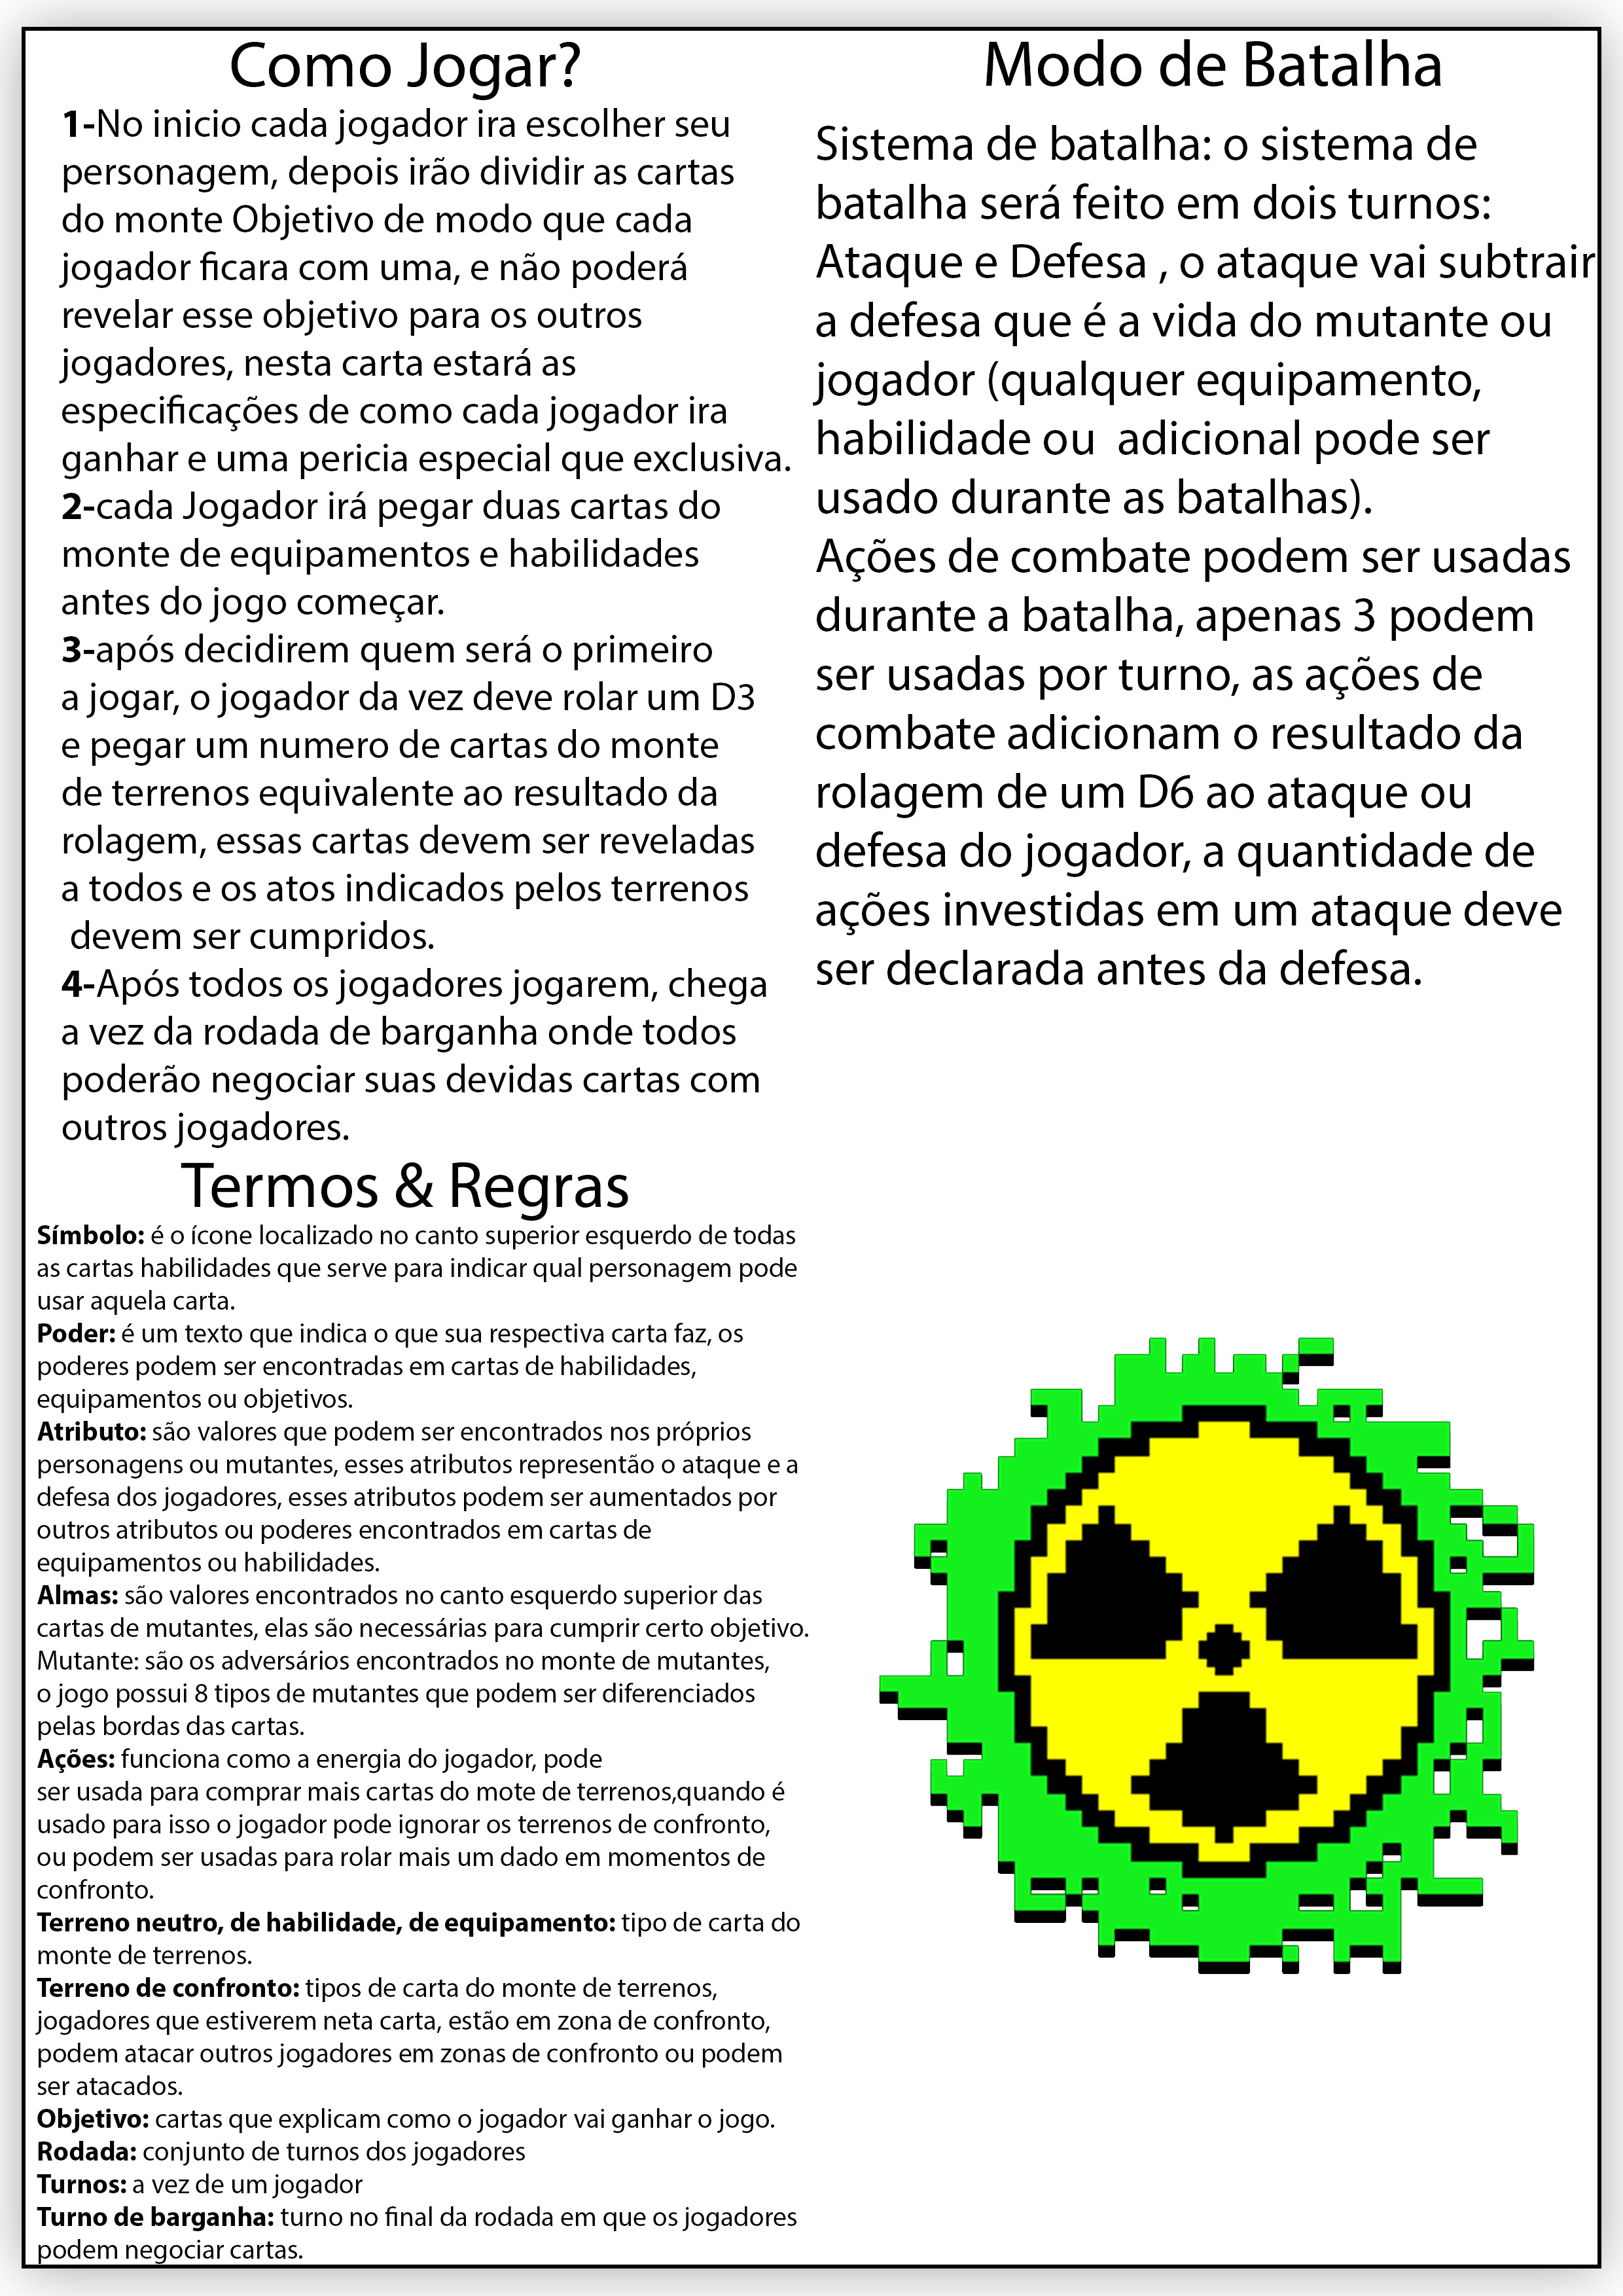 Como Jogar?
1-No inicio cada jogador ira escolher seu
personagem, depois irão dividir as cartas
do monte Objetivo de modo que cada
jogador ficara com uma, e não poderá
revelar esse objetivo para os outros
jogadores, nesta carta estará as
especificações de como cada jogador ira
ganhar e uma pericia especial que exclusiva.
2-cada Jogador irá pegar duas cartas do
monte de equipamentos e habilidades
antes do jogo começar.
3-após decidirem quem será o primeiro
a jogar, o jogador da vez deve rolar um D3
e pegar um numero de cartas do monte
de terrenos equivalente ao resultado da
rolagem, essas cartas devem ser reveladas
a todos e os atos indicados pelos terrenos
devem ser cumpridos.
4-Após todos os jogadores jogarem, chega
a vez da rodada de barganha onde todos
poderão negociar suas devidas cartas com
outros jogadores.
Termos & Regras
Símbolo: é o ícone localizado no canto superior esquerdo de todas
as cartas habilidades que serve para indicar qual personagem pode
usar aquela carta.
Poder: é um texto que indica o que sua respectiva carta faz, os
poderes podem ser encontradas em cartas de habilidades,
equipamentos ou objetivos.
Atributo: são valores que podem ser encontrados nos próprios
personagens ou mutantes, esses atributos representão o ataque e a
defesa dos jogadores, esses atributos podem ser aumentados por
outros atributos ou poderes encontrados em cartas de
equipamentos ou habilidades.
Almas: são valores encontrados no canto esquerdo superior das
cartas de mutantes, elas são necessárias para cumprir certo objetivo.
Mutante: são os adversários encontrados no monte de mutantes,
o jogo possui 8 tipos de mutantes que podem ser diferenciados
pelas bordas das cartas.
Ações: funciona como a energia do jogador, pode
ser usada para comprar mais cartas do mote de terrenos,quando é
usado para isso o jogador pode ignorar os terrenos de confronto,
ou podem ser usadas para rolar mais um dado em momentos de
confronto.
Terreno neutro, de habilidade, de equipamento: tipo de carta do
monte de terrenos.
Terreno de confronto: tipos de carta do monte de terrenos,
jogadores que estiverem neta carta, estão em zona de confronto,
podem atacar outros jogadores em zonas de confronto ou podem
ser atacados.
Objetivo: cartas que explicam como o jogador vai ganhar o jogo.
Rodada: conjunto de turnos dos jogadores
Turnos: a vez de um jogador
Turno de barganha: turno no final da rodada em que os jogadores
podem negociar cartas.
Modo de Batalha
Sistema de batalha: o sistema de
batalha será feito em dois turnos:
Ataque e Defesa , o ataque vai subtrair
a defesa que é a vida do mutante ou
jogador (qualquer equipamento,
habilidade ou  adicional pode ser
usado durante as batalhas).
Ações de combate podem ser usadas
durante a batalha, apenas 3 podem
ser usadas por turno, as ações de
combate adicionam o resultado da
rolagem de um D6 ao ataque ou
defesa do jogador, a quantidade de
ações investidas em um ataque deve
ser declarada antes da defesa.